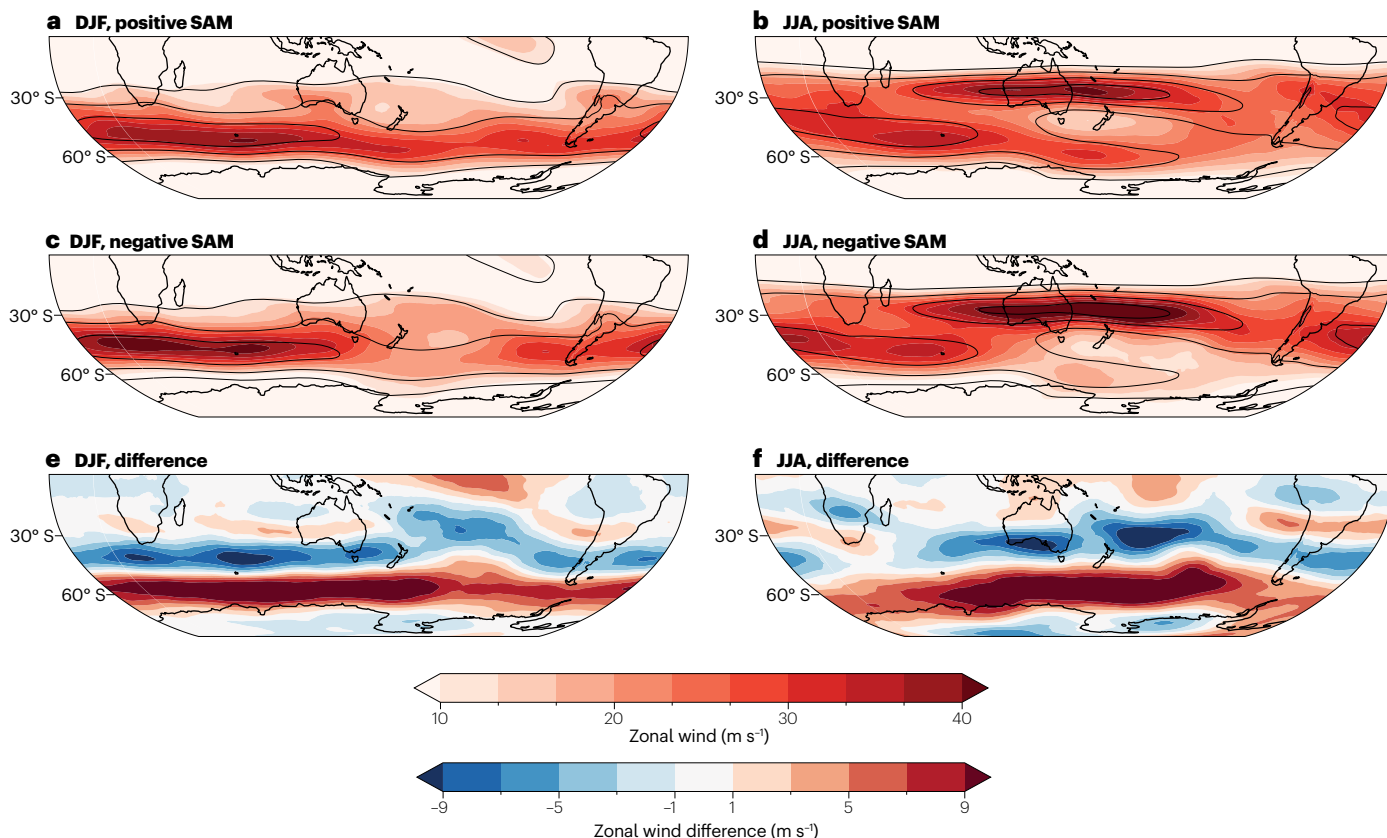 a DJF, positive SAM
30° S
60° S
b JJA, positive SAM
30° S
60° S
c DJF, negative SAM
30° S
60° S
d JJA, negative SAM
30° S
60° S
e DJF, difference
30° S
60° S
f JJA, difference
30° S
60° S
10 20 30 40
Zonal wind (m s⁻¹)
–9 –5 –1 1 5 9
Zonal wind difference (m s⁻¹)